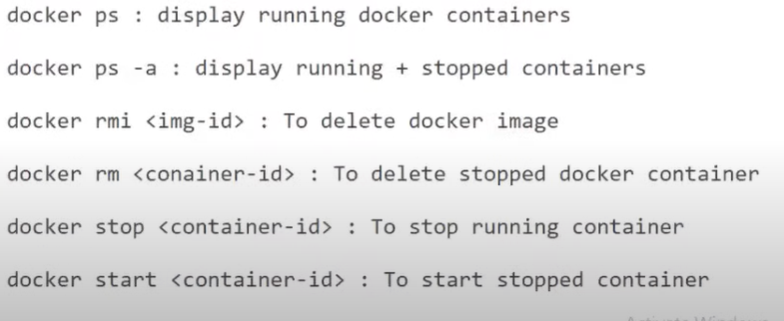 docker ps : display running docker containers
docker ps -a : display running + stopped containers
docker rmi <img-id> : To delete docker image
docker rm <conainer-id> : To delete stopped docker container
docker stop <container-id> : To stop running container
docker start <container-id> : To start stopped container